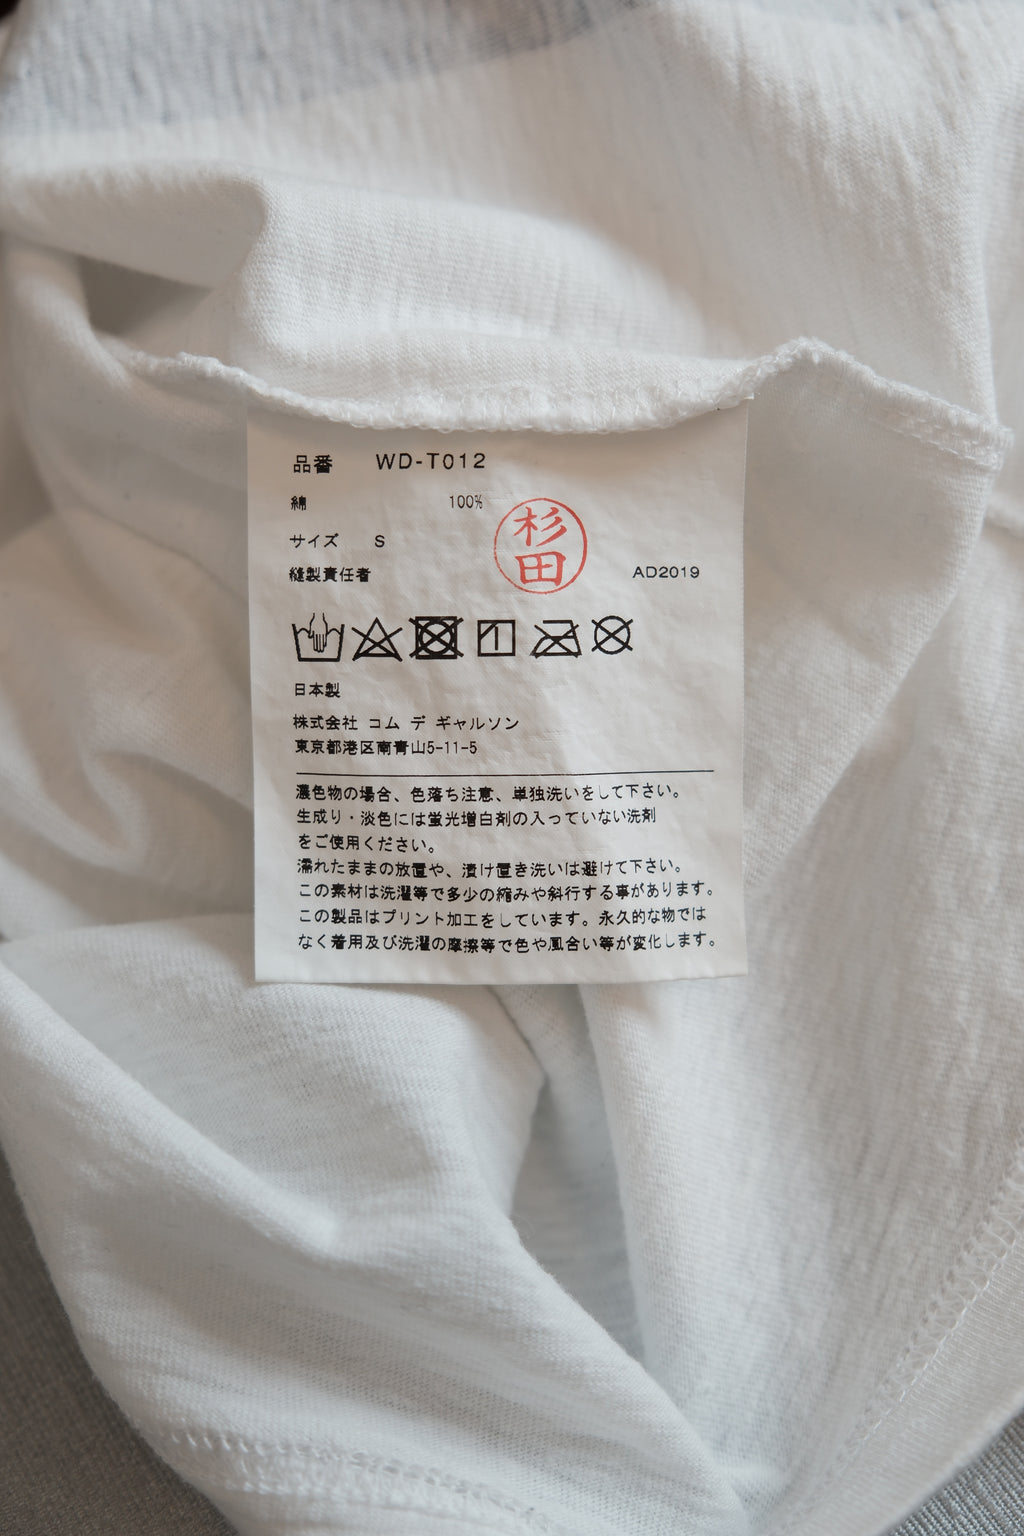 品番 WD-T012
綿 100%
サイズ S
杉田
縫製責任者 AD2019
日本製
株式会社 コム デ ギャルソン
東京都港区南青山5-11-5
濃色物の場合、色落ち注意、単独洗いをして下さい。
生成り・淡色には蛍光増白剤の入っていない洗剤
をご使用ください。
濡れたままの放置や、漬け置き洗いは避けて下さい。
この素材は洗濯等で多少の縮みや斜行する事があります。
この製品はプリント加工をしています。永久的な物では
なく着用及び洗濯の摩擦等で色や風合い等が変化します。